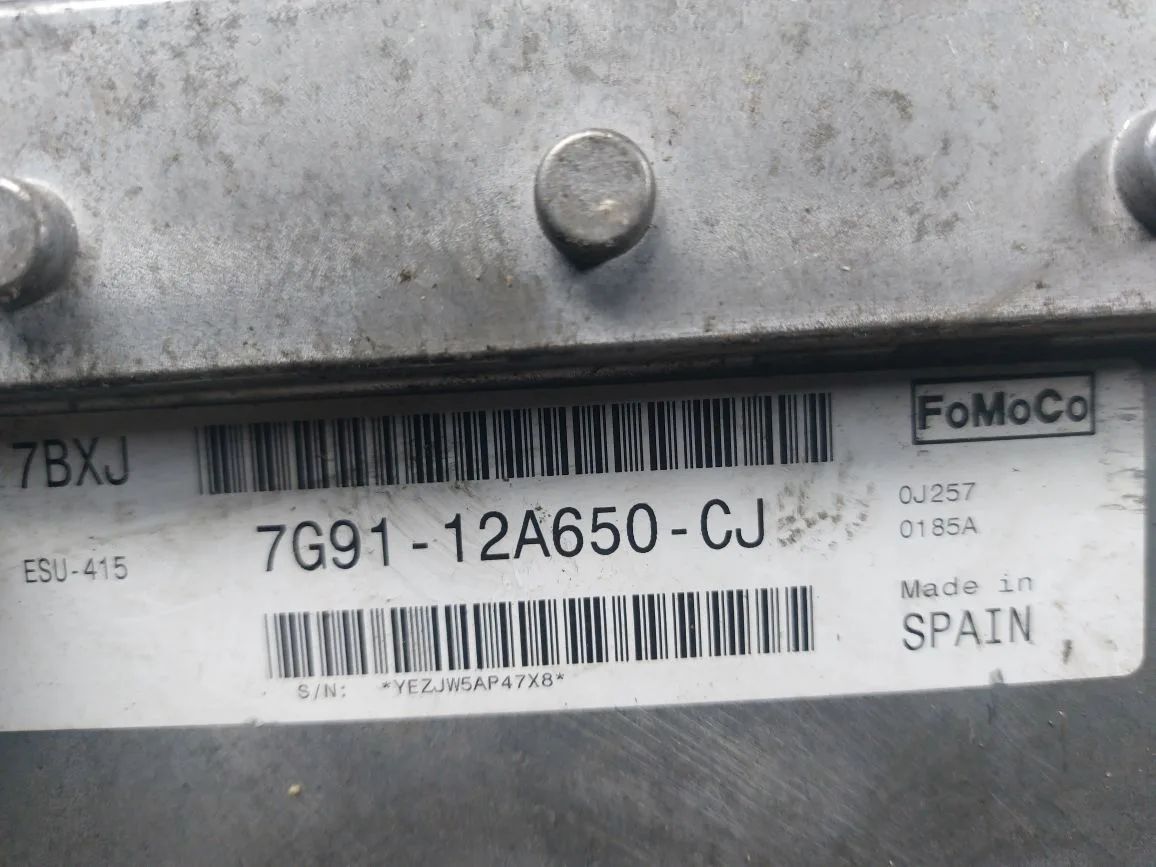 FoMoCo
7BXJ
7G91-12A650-CJ
0J257
0185A
ESU-415
Made in
SPAIN
S/N: *YEZJW5AP47X8*